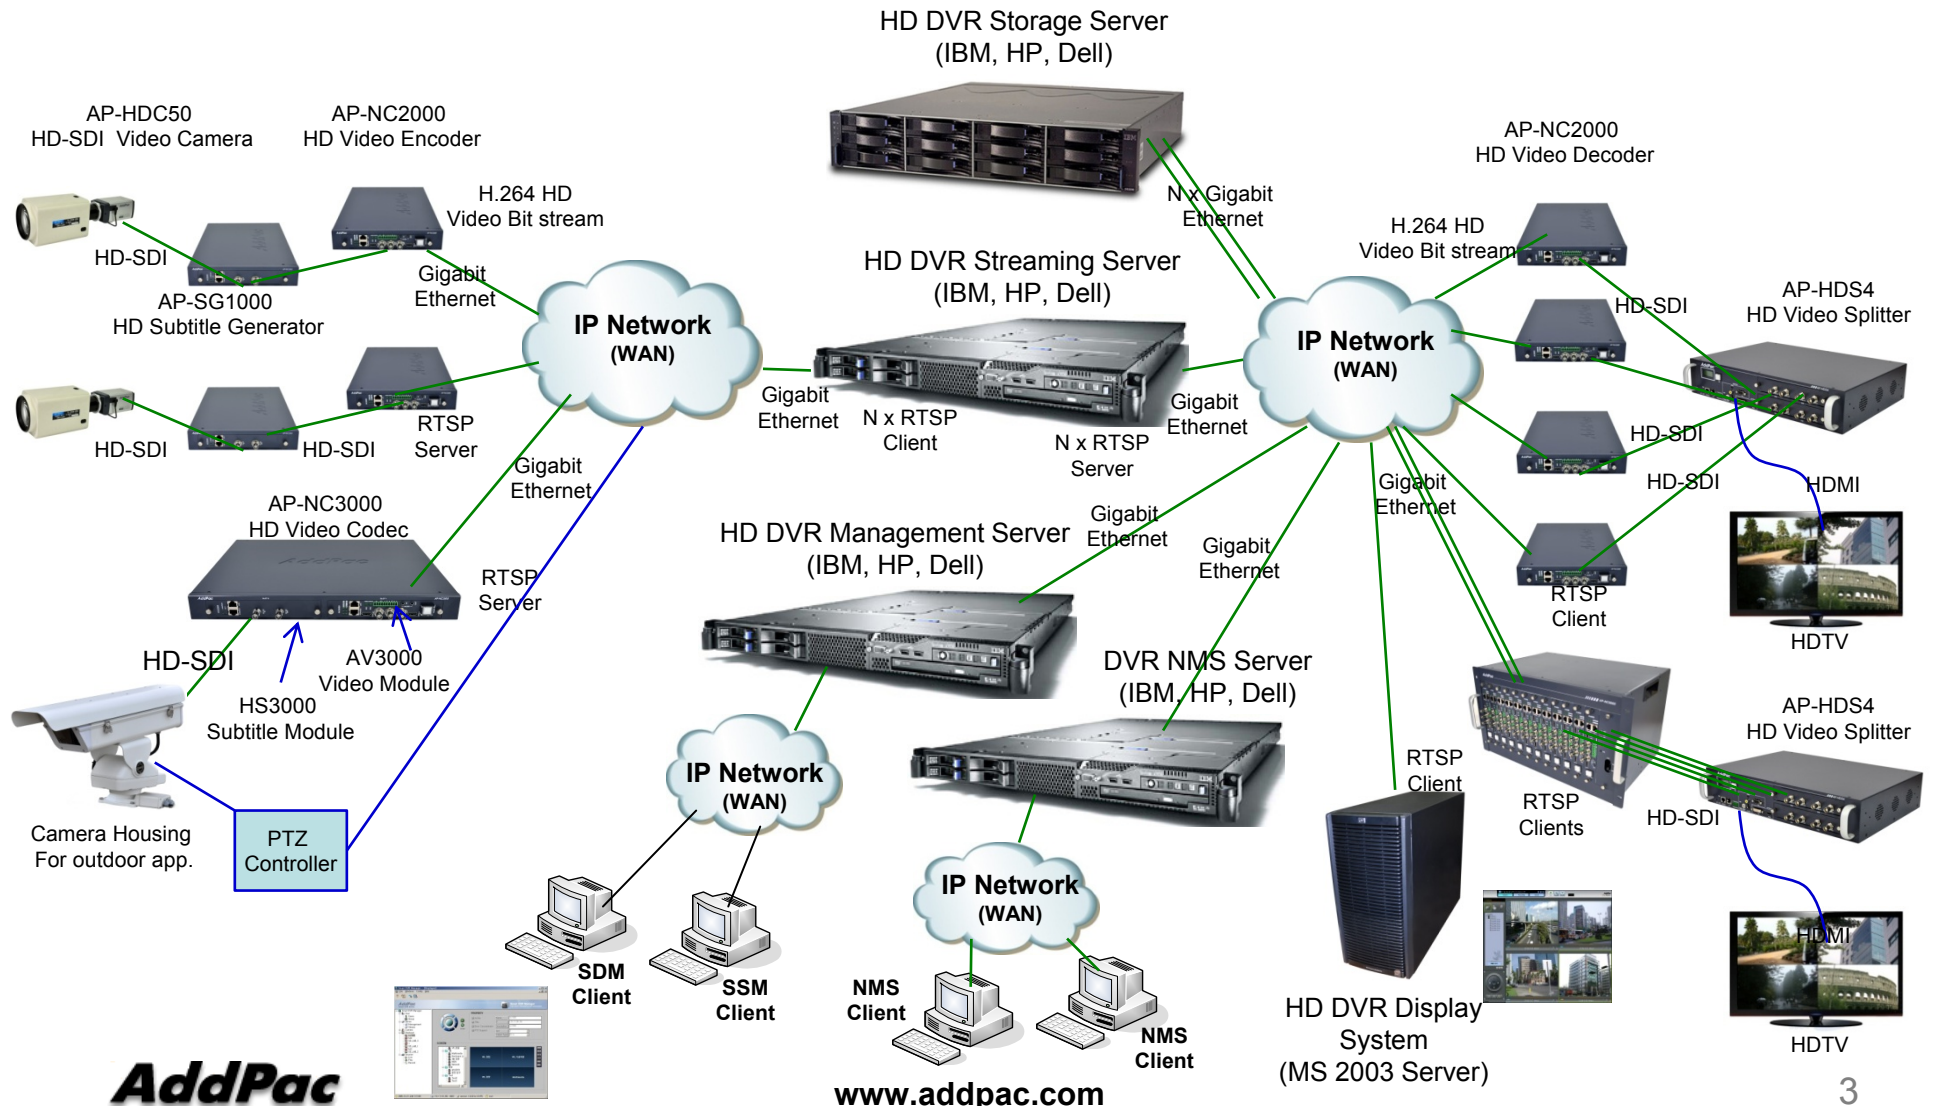 HD DVR Storage Server
(IBM, HP, Dell)
AP-HDC50
HD-SDI  Video Camera
AP-NC2000
HD Video Encoder
AP-NC2000
HD Video Decoder
H.264 HD
Video Bit stream
N x Gigabit
Ethernet
H.264 HD
Video Bit stream
HD-SDI
Gigabit
Ethernet
AP-SG1000
HD Subtitle Generator
HD DVR Streaming Server
(IBM, HP, Dell)
HD-SDI
AP-HDS4
HD Video Splitter
IP Network
(WAN)
IP Network
(WAN)
HD-SDI
HD-SDI
RTSP
Server
Gigabit
Ethernet
N x RTSP
Client
N x RTSP
Server
Gigabit
Ethernet
HD-SDI
Gigabit
Ethernet
Gigabit
Ethernet
HD-SDI
HDMI
AP-NC3000
HD Video Codec
AddPac
HD DVR Management Server
(IBM, HP, Dell)
Gigabit
Ethernet
Gigabit
Ethernet
RTSP
Server
RTSP
Client
HDTV
HD-SDI
AV3000
Video Module
HS3000
Subtitle Module
DVR NMS Server
(IBM, HP, Dell)
AP-HDS4
HD Video Splitter
IP Network
(WAN)
RTSP
Client
RTSP
Clients
HD-SDI
Camera Housing
For outdoor app.
PTZ
Controller
IP Network
(WAN)
HDMI
SDM
Client
SSM
Client
NMS
Client
NMS
Client
HD DVR Display
System
(MS 2003 Server)
HDTV
AddPac
www.addpac.com
3